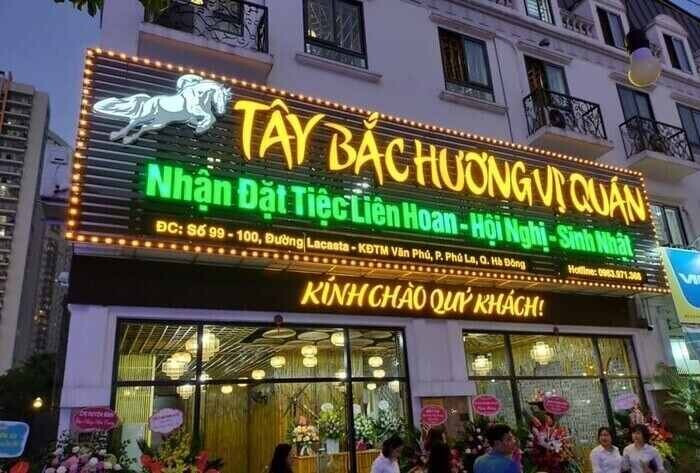 TÂY BẮC HƯƠNG VỊ QUÁN
Nhận Đặt Tiệc Liên Hoan - Hội Nghị - Sinh Nhật
ĐC: Số 99 - 100, Đường Lacasta - KĐTM Văn Phú, P. Phú La, Q. Hà Đông
Hotline: 0963.971.368
KÍNH CHÀO QUÝ KHÁCH!